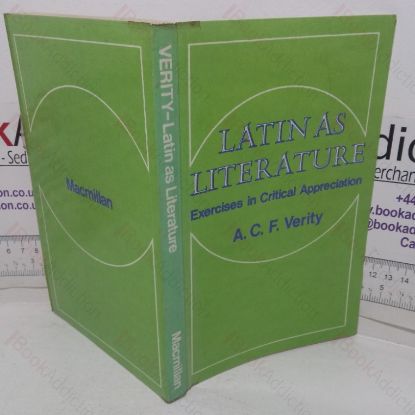 Macmillan
VERITY–Latin as Literature
Macmillan
LATIN AS
LITERATURE
Exercises in Critical Appreciation
A. C. F. Verity